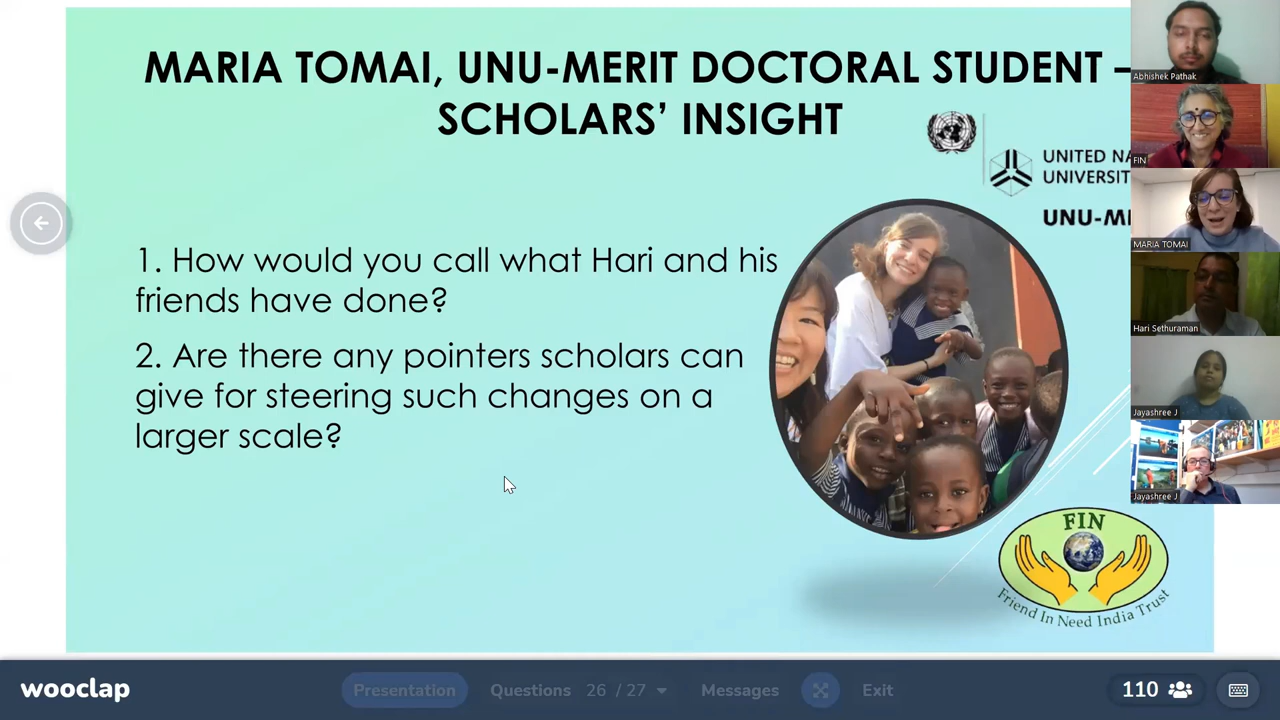 MARIA TOMAI, UNU-MERIT DOCTORAL STUDENT –
SCHOLARS’ INSIGHT
UNITED NA
UNIVERSIT
UNU-M
1. How would you call what Hari and his
friends have done?
2. Are there any pointers scholars can
give for steering such changes on a
larger scale?
FIN
Friend In Need India Trust
Abhishek Pathak
FIN
MARIA TOMAI
Hari Sethuraman
Jayashree J
Jayashree J
wooclap
Presentation
Questions 26 / 27
Messages
Exit
110